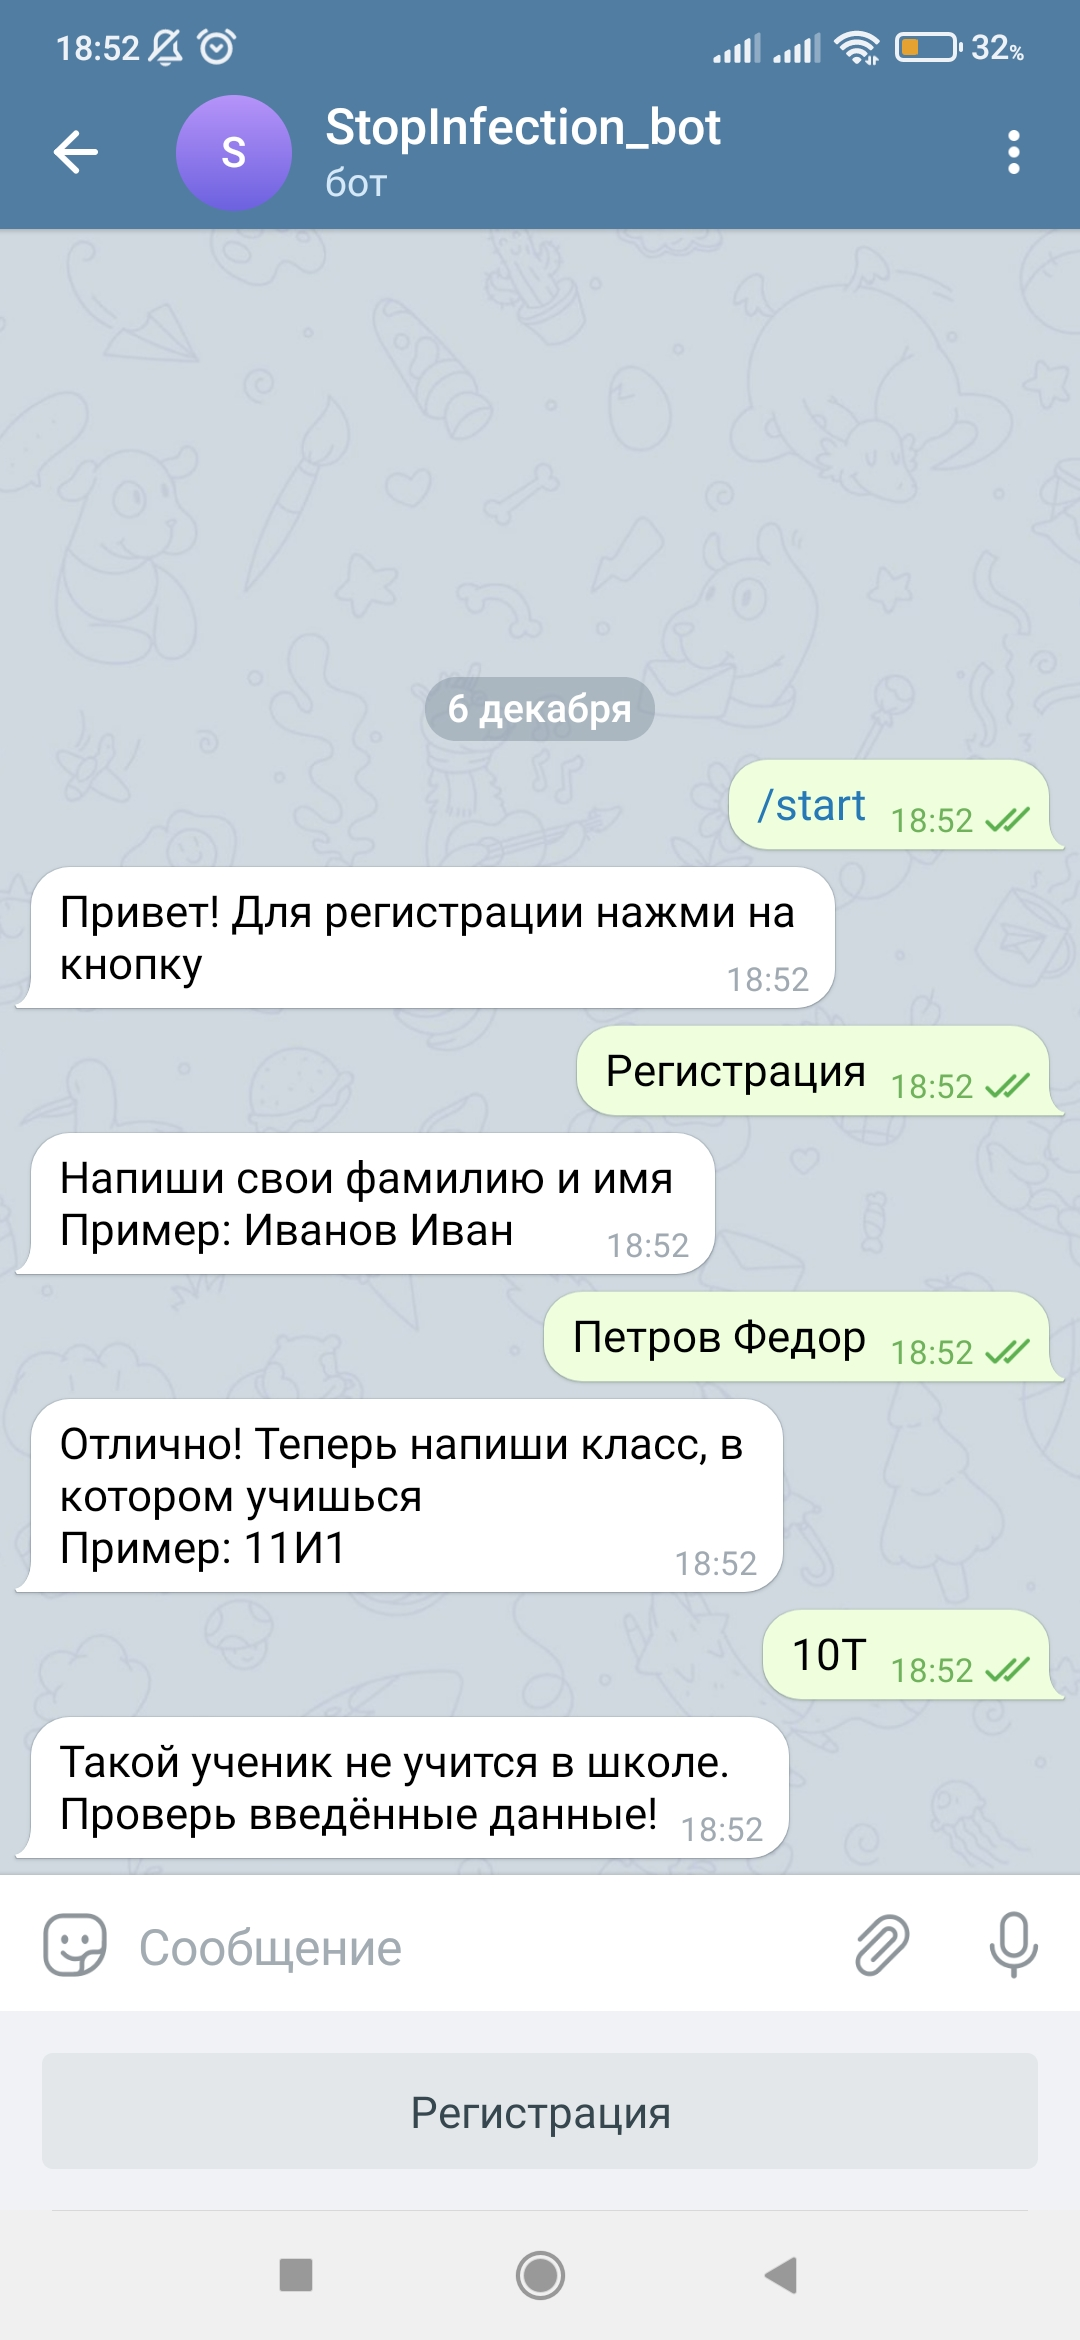 18:52
32%
S
StopInfection_bot
бот
6 декабря
/start 18:52
Привет! Для регистрации нажми на
кнопку 18:52
Регистрация 18:52
Напиши свои фамилию и имя
Пример: Иванов Иван 18:52
Петров Федор 18:52
Отлично! Теперь напиши класс, в
котором учишься
Пример: 11И1 18:52
10Т 18:52
Такой ученик не учится в школе.
Проверь введённые данные! 18:52
Сообщение
Регистрация